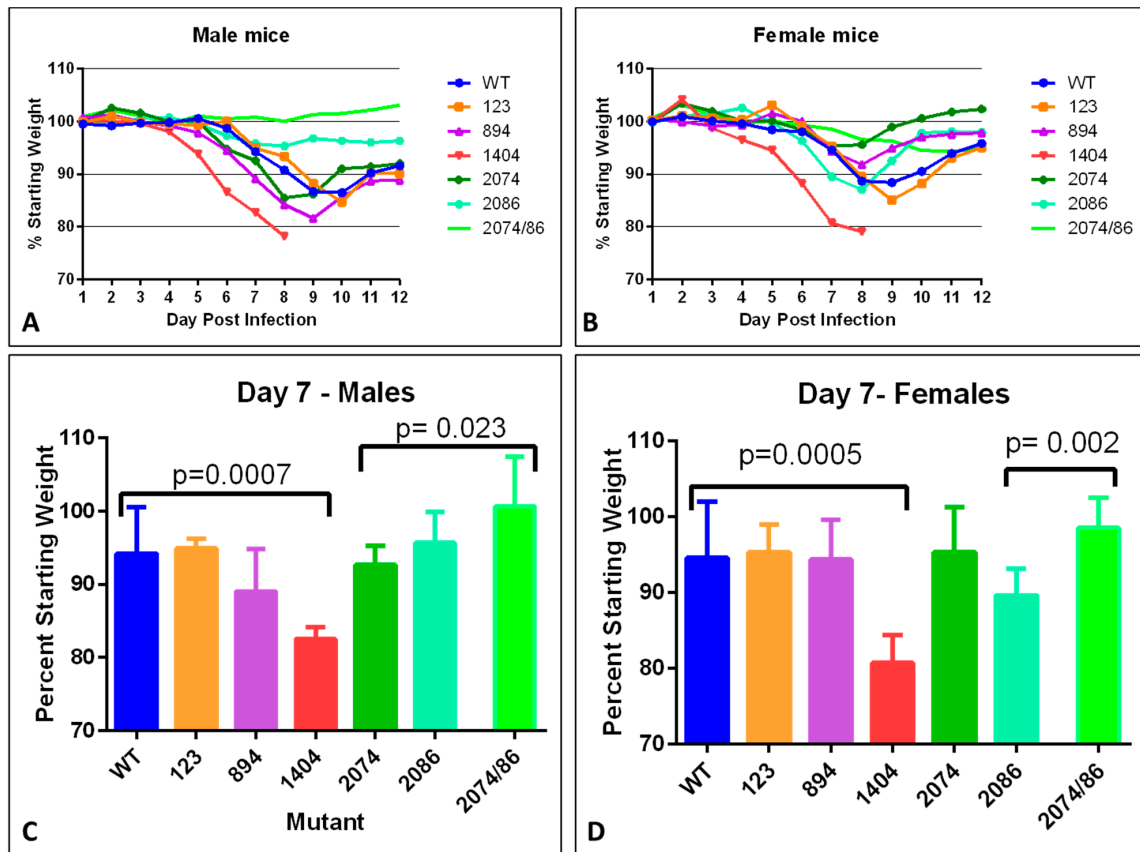 Male mice
110
100
90
80
70
% Starting Weight
1 2 3 4 5 6 7 8 9 10 11 12
Day Post Infection
WT
123
894
1404
2074
2086
2074/86
A
Female mice
110
100
90
80
70
% Starting Weight
1 2 3 4 5 6 7 8 9 10 11 12
Day Post Infection
WT
123
894
1404
2074
2086
2074/86
B
Day 7 - Males
p=0.0007
p= 0.023
110
100
90
80
70
Percent Starting Weight
WT 123 894 1404 2074 2086 2074/86
Mutant
C
Day 7- Females
p=0.0005
p= 0.002
110
100
90
80
70
Percent Starting Weight
WT 123 894 1404 2074 2086 2074/86
D